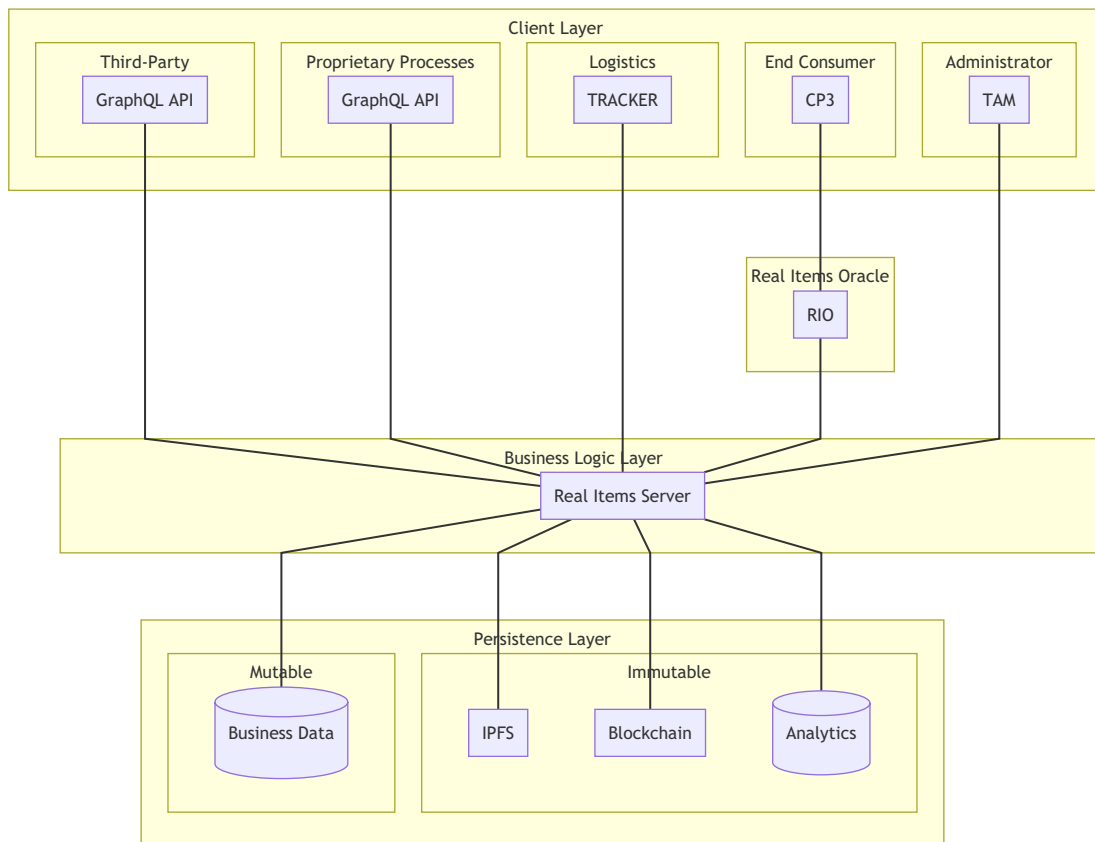 Client Layer
Third-Party
Proprietary Processes
Logistics
End Consumer
Administrator
GraphQL API
GraphQL API
TRACKER
CP3
TAM
Real Items Oracle
RIO
Business Logic Layer
Real Items Server
Persistence Layer
Mutable
Immutable
Business Data
IPFS
Blockchain
Analytics